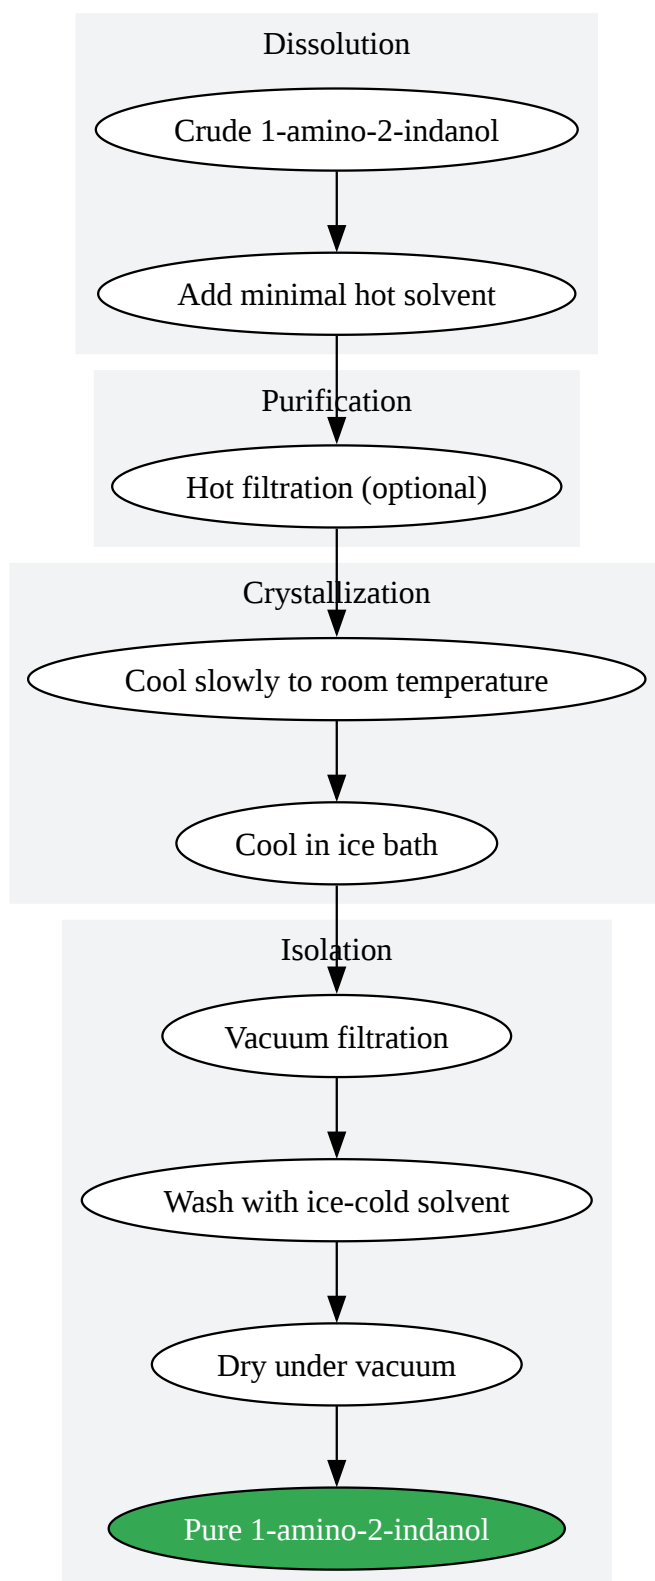 Dissolution
Crude 1-amino-2-indanol
Add minimal hot solvent
Purification
Hot filtration (optional)
Crystallization
Cool slowly to room temperature
Cool in ice bath
Isolation
Vacuum filtration
Wash with ice-cold solvent
Dry under vacuum
Pure 1-amino-2-indanol